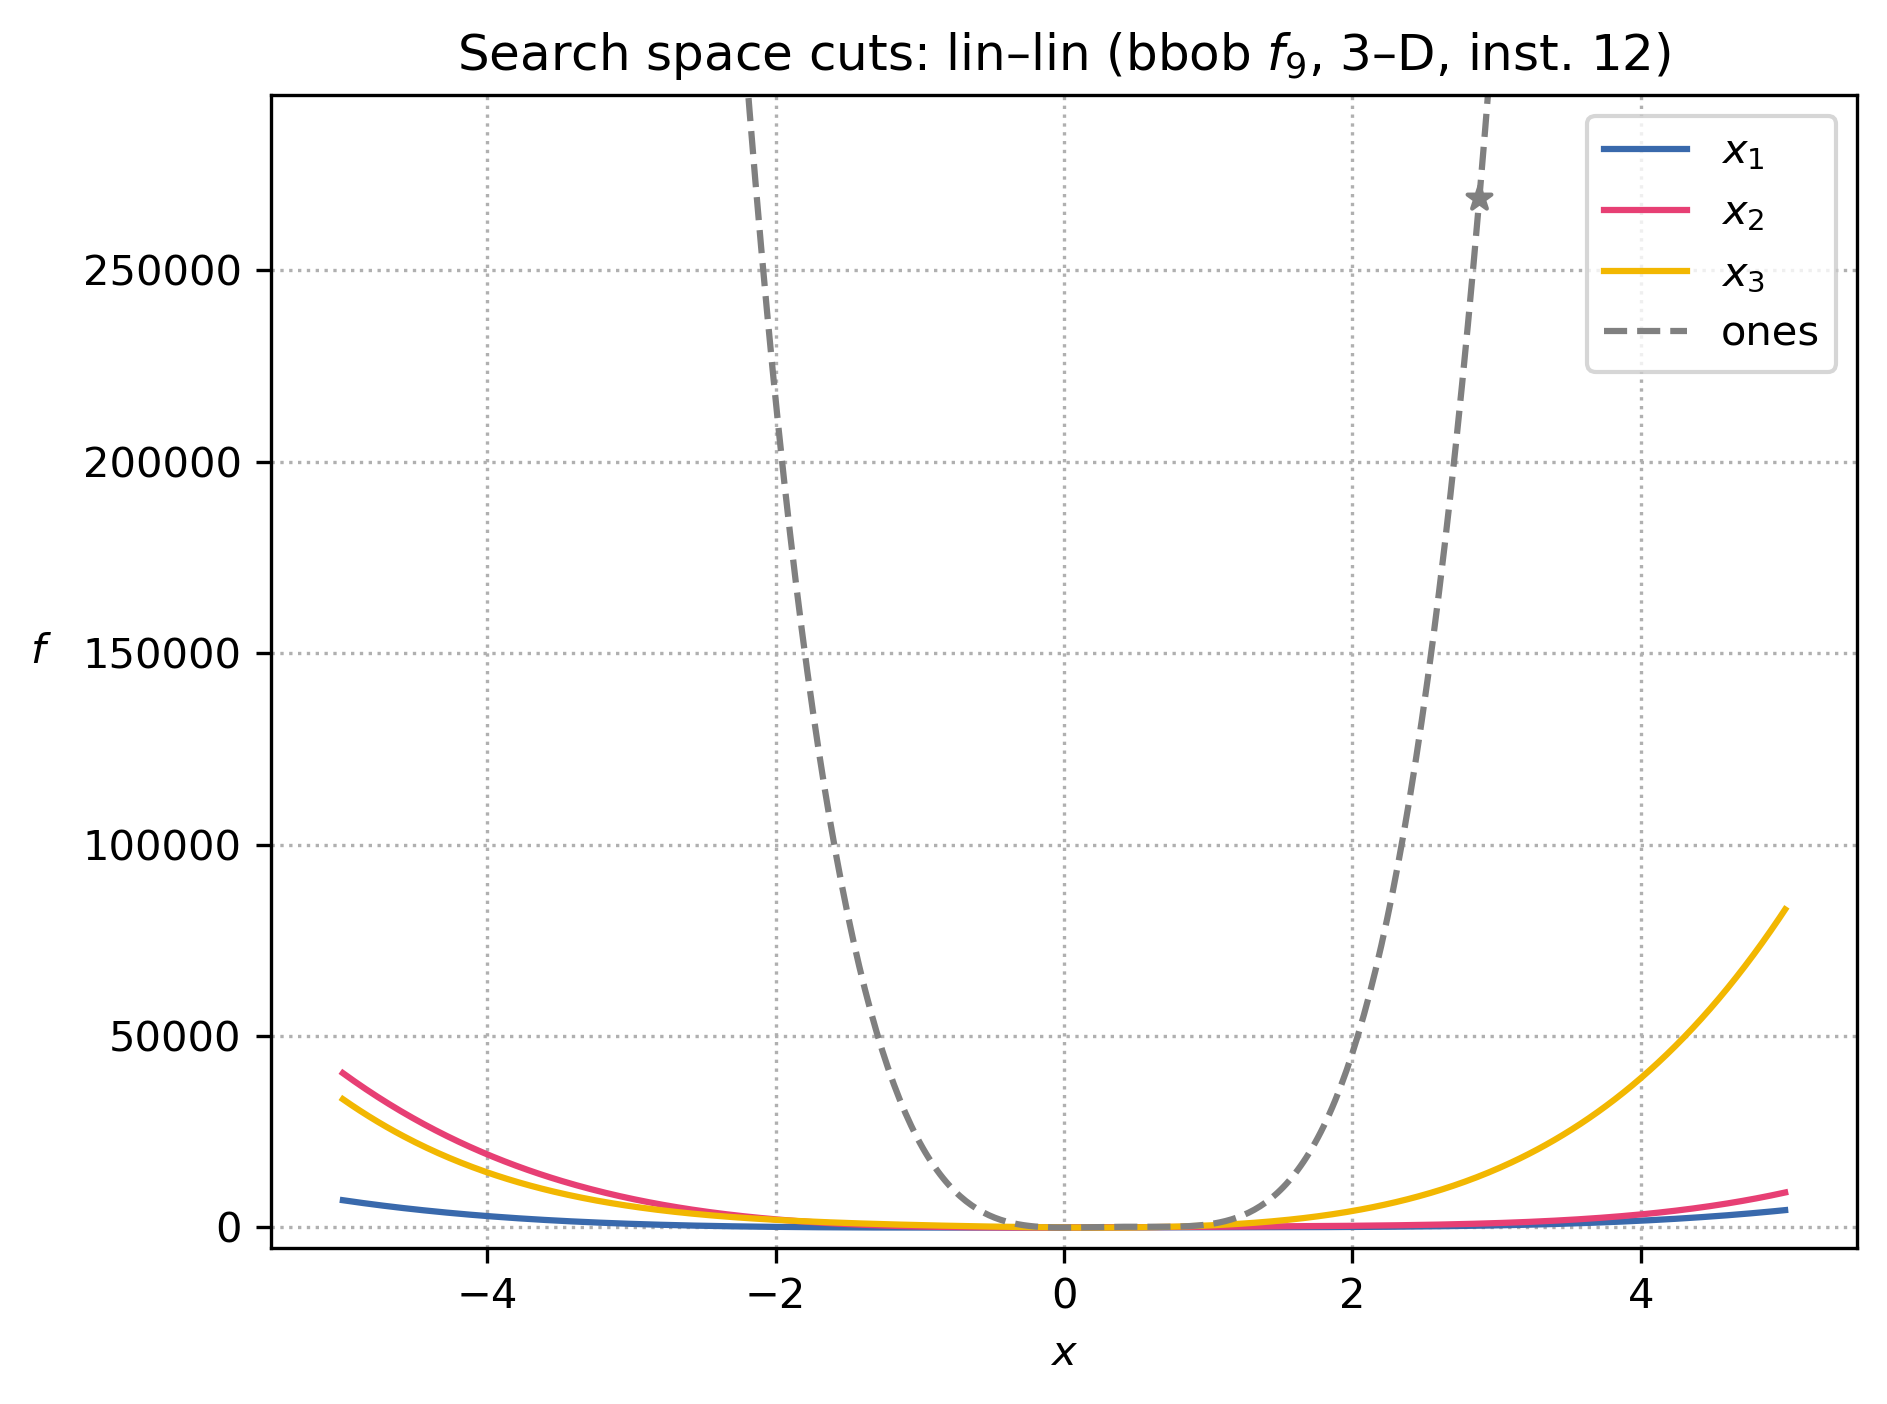 Search space cuts: lin–lin (bbob f₉, 3–D, inst. 12)
x₁
x₂
x₃
ones
250000
200000
150000
100000
50000
0
f
−4
−2
0
2
4
x